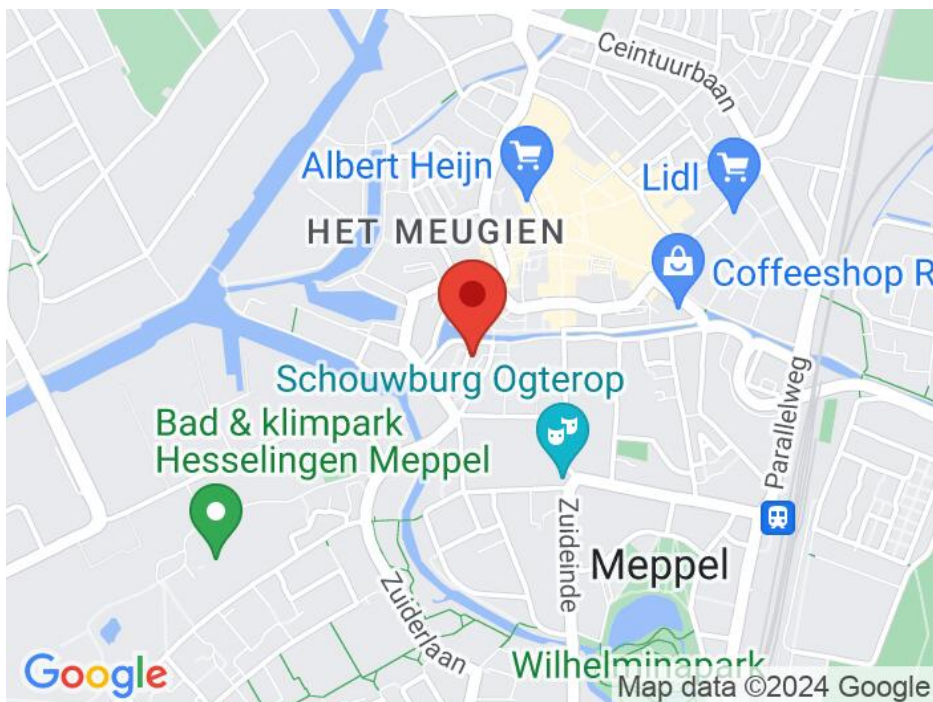 Ceintuurbaan
Albert Heijn
Lidl
HET MEUGIEN
Coffeeshop R
Schouwburg Ogterop
Parallelweg
Bad & klimpark
Hesselingen Meppel
Zuideinde
Meppel
Zuiderlaan
Wilhelminapark
Google
Map data ©2024 Google